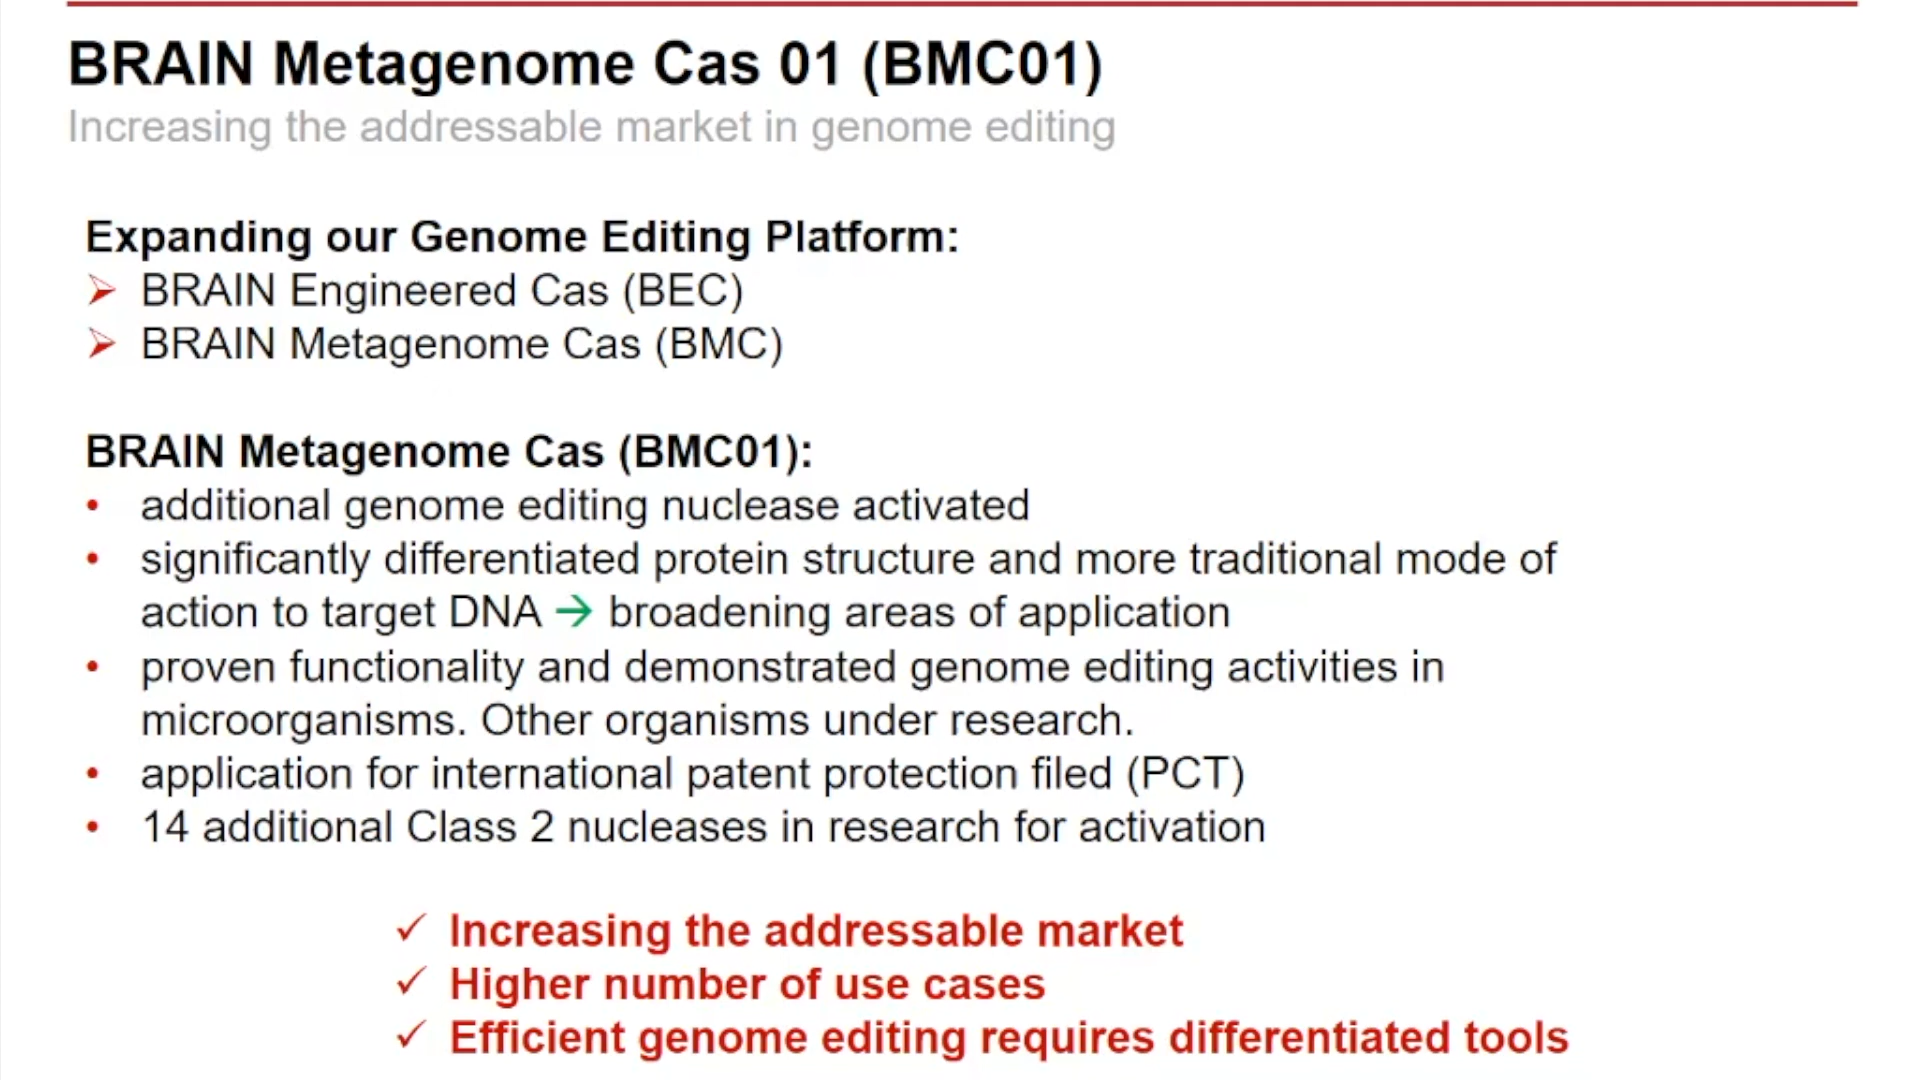 BRAIN Metagenome Cas 01 (BMC01)
Increasing the addressable market in genome editing
Expanding our Genome Editing Platform:
➢ BRAIN Engineered Cas (BEC)
➢ BRAIN Metagenome Cas (BMC)
BRAIN Metagenome Cas (BMC01):
• additional genome editing nuclease activated
• significantly differentiated protein structure and more traditional mode of
action to target DNA → broadening areas of application
• proven functionality and demonstrated genome editing activities in
microorganisms. Other organisms under research.
• application for international patent protection filed (PCT)
• 14 additional Class 2 nucleases in research for activation
✓ Increasing the addressable market
✓ Higher number of use cases
✓ Efficient genome editing requires differentiated tools